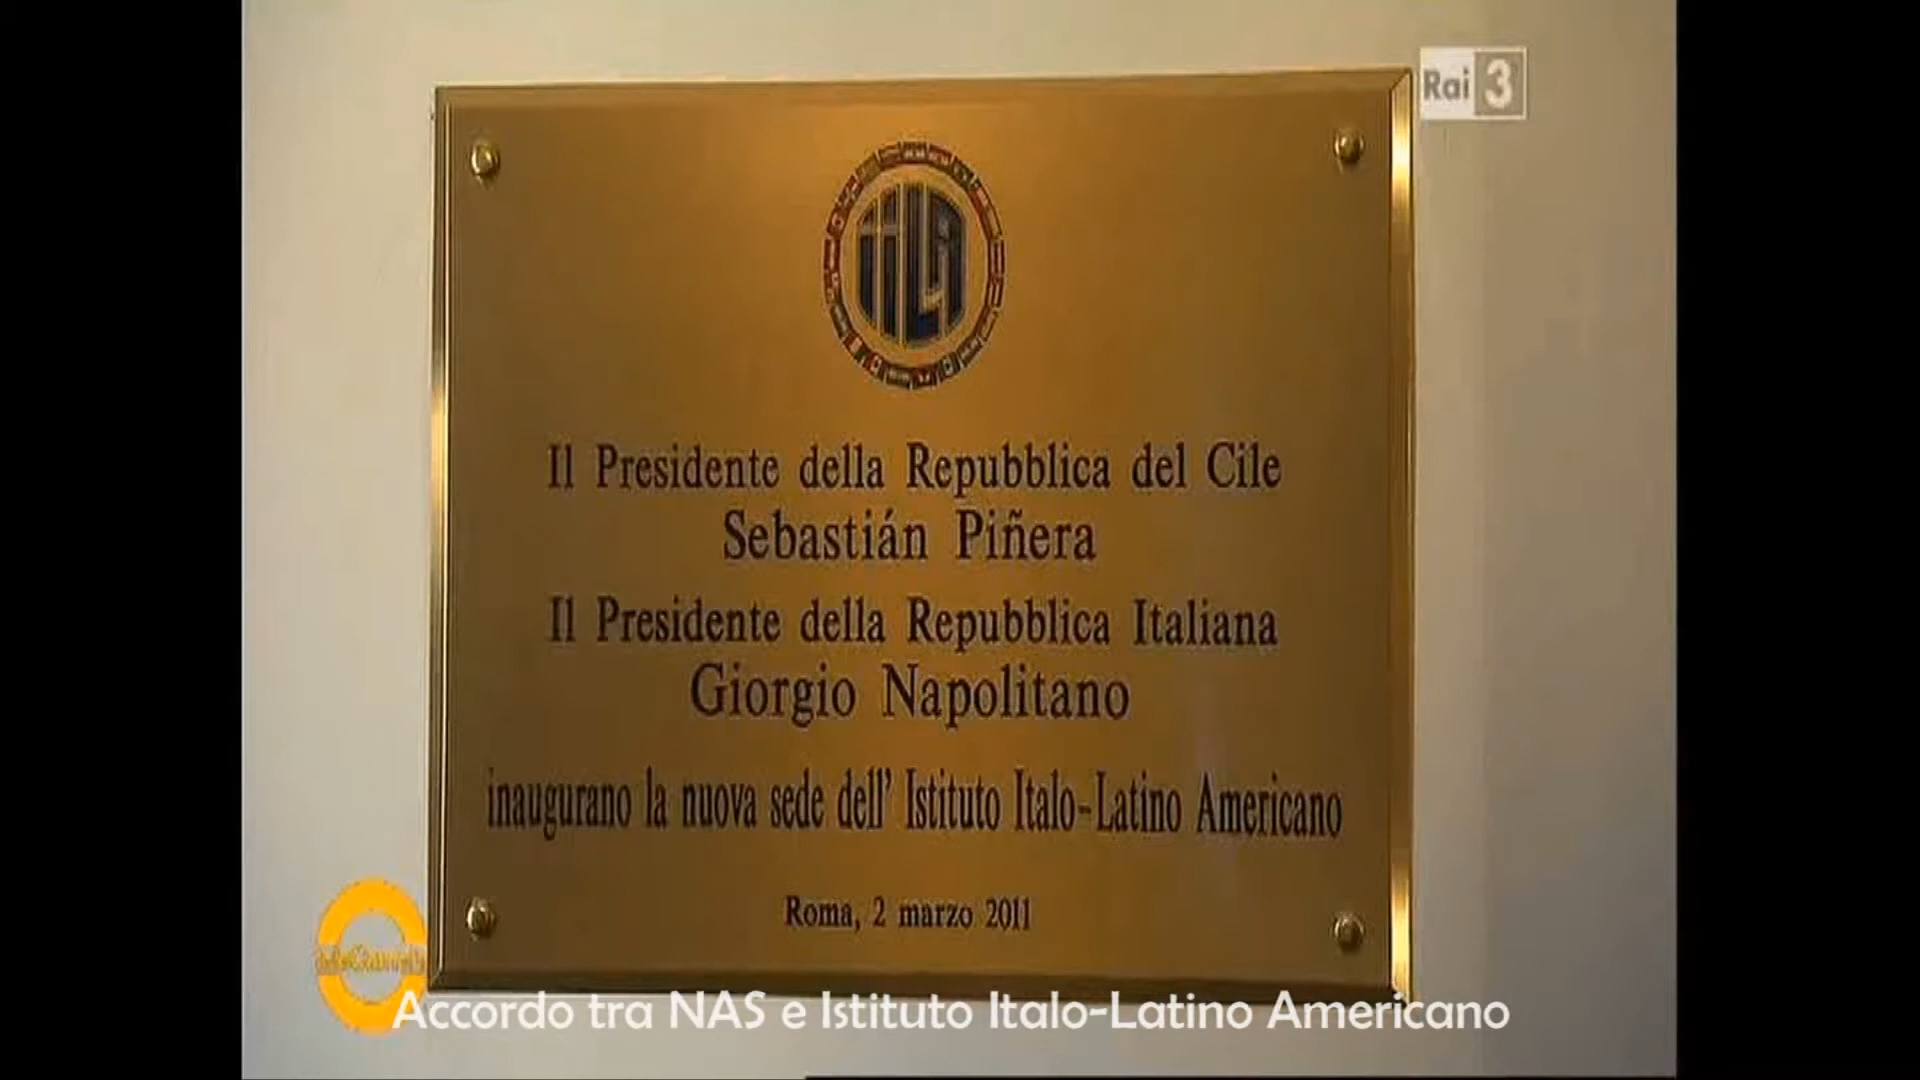 Rai 3
IILA
Il Presidente della Repubblica del Cile
Sebastián Piñera
Il Presidente della Repubblica Italiana
Giorgio Napolitano
inaugurano la nuova sede dell' Istituto Italo-Latino Americano
Roma, 2 marzo 2011
Accordo tra NAS e Istituto Italo-Latino Americano